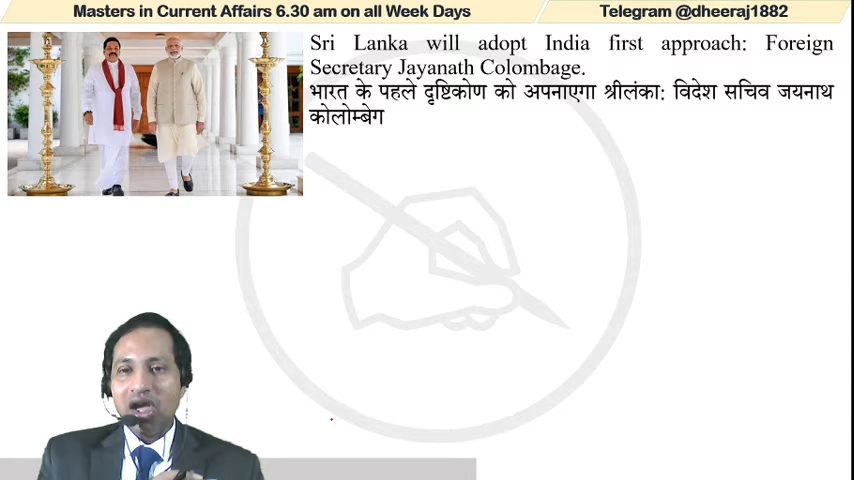 Masters in Current Affairs 6.30 am on all Week Days
Telegram @dheeraj1882
Sri Lanka will adopt India first approach: Foreign
Secretary Jayanath Colombage.
भारत के पहले दृष्टिकोण को अपनाएगा श्रीलंका: विदेश सचिव जयनाथ
कोलोम्बेग